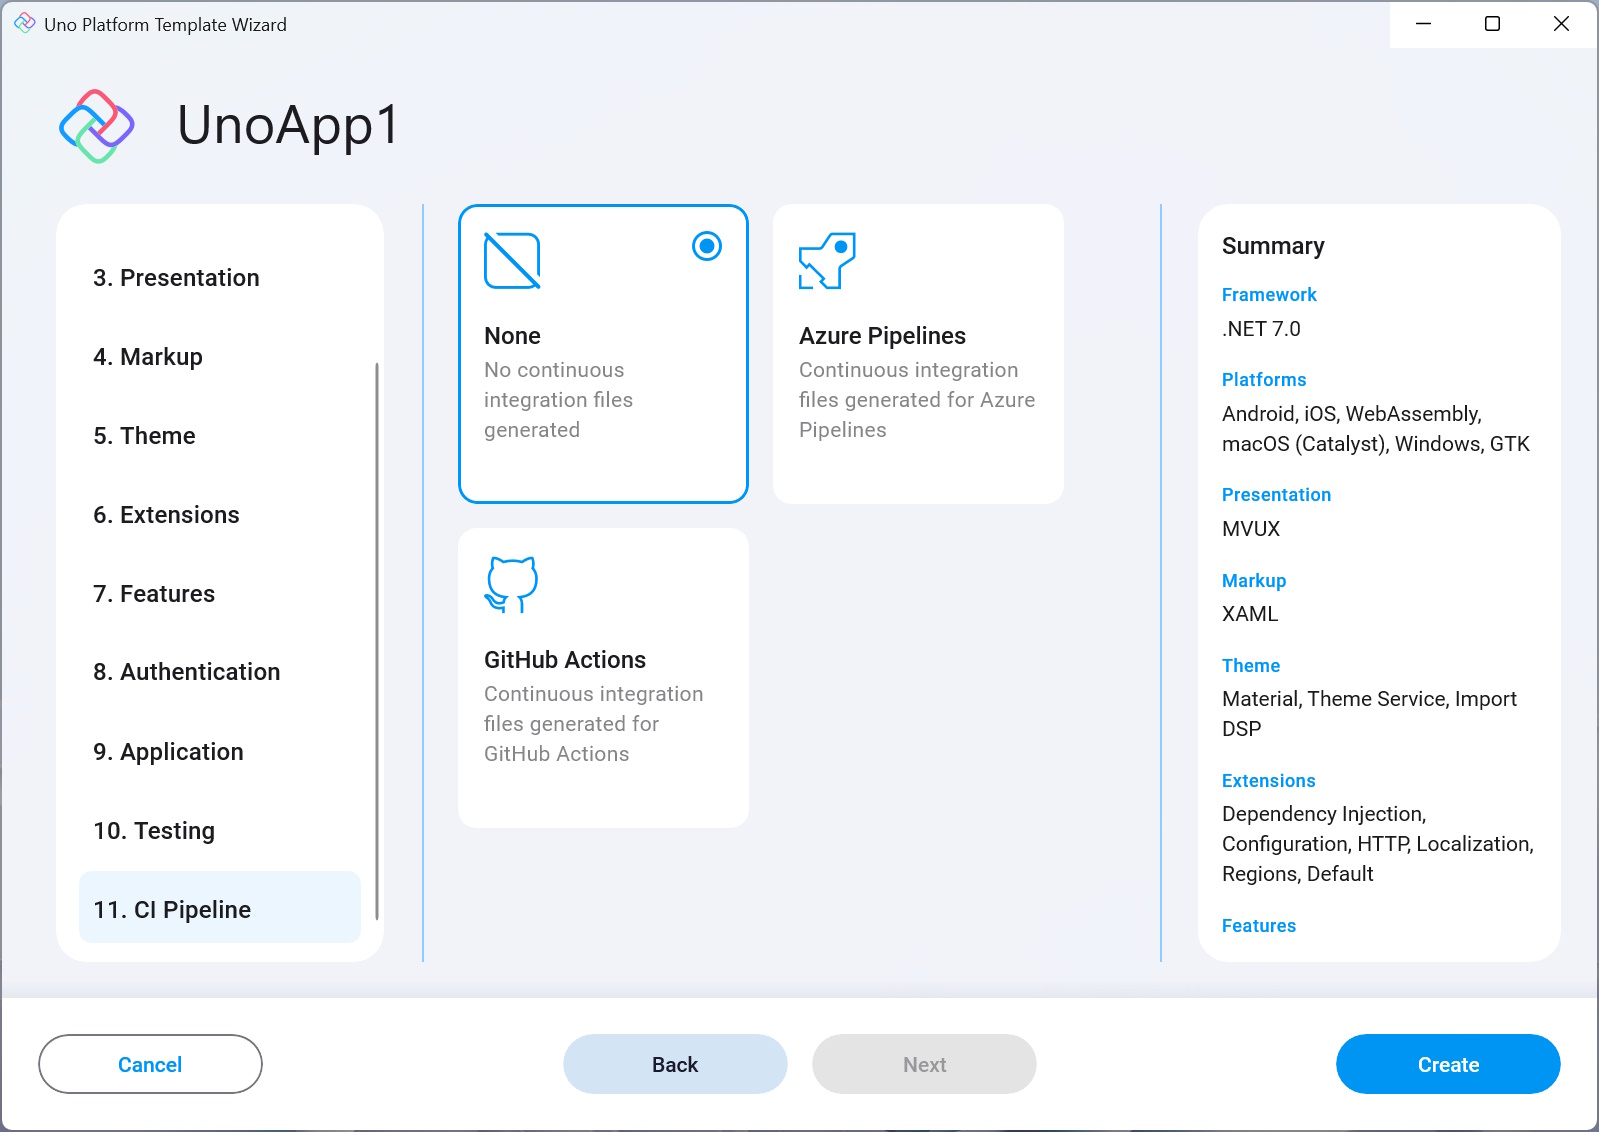 Uno Platform Template Wizard
UnoApp1
3. Presentation
4. Markup
5. Theme
6. Extensions
7. Features
8. Authentication
9. Application
10. Testing
11. CI Pipeline
None
No continuous
integration files
generated
Azure Pipelines
Continuous integration
files generated for Azure
Pipelines
GitHub Actions
Continuous integration
files generated for
GitHub Actions
Summary
Framework
.NET 7.0
Platforms
Android, iOS, WebAssembly,
macOS (Catalyst), Windows, GTK
Presentation
MVUX
Markup
XAML
Theme
Material, Theme Service, Import
DSP
Extensions
Dependency Injection,
Configuration, HTTP, Localization,
Regions, Default
Features
Cancel
Back
Next
Create